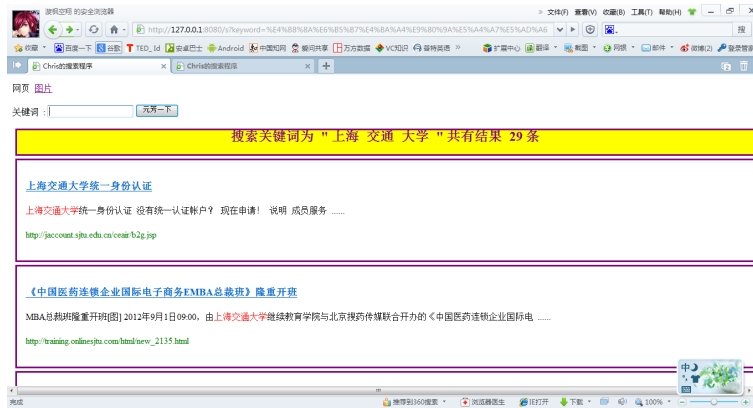 游视空吧 的安全浏览器
» 文件(F) 查看(V) 收藏(B) 工具(T) 帮助(H)
http://127.0.0.1:8080/s?keyword=%E4%B8%8A%E6%B5%B7%E4%BA%A4%E9%80%9A%E5%A4%A7%E5%AD%A6
搜
收藏 百度一下 谷歌 TED_Id 安卓巴士 Android 中国知网 爱问共享 万方数据 VC知识 普特英语 » 扩展中心 翻译 截图 网银 邮件 微博(2) 登录管家
Chris的搜索程序 Chris的搜索程序
网页 图片
关键词 : 元芳一下
搜索关键词为 "上海 交通 大学 "共有结果 29 条
上海交通大学统一身份认证
上海交通大学统一身份认证 没有统一认证帐户? 现在申请! 说明 成员服务 ......
http://jaccount.sjtu.edu.cn/ceair/b2g.jsp
《中国医药连锁企业国际电子商务EMBA总裁班》隆重开班
MBA总裁班隆重开班[图] 2012年9月1日09:00，由上海交通大学继续教育学院与北京搜药传媒联合开办的《中国医药连锁企业国际电 ......
http://training.onlinesjtu.com/html/new_2135.html
中
完成 推荐到360搜索 浏览器医生 IE打开 下载 100%